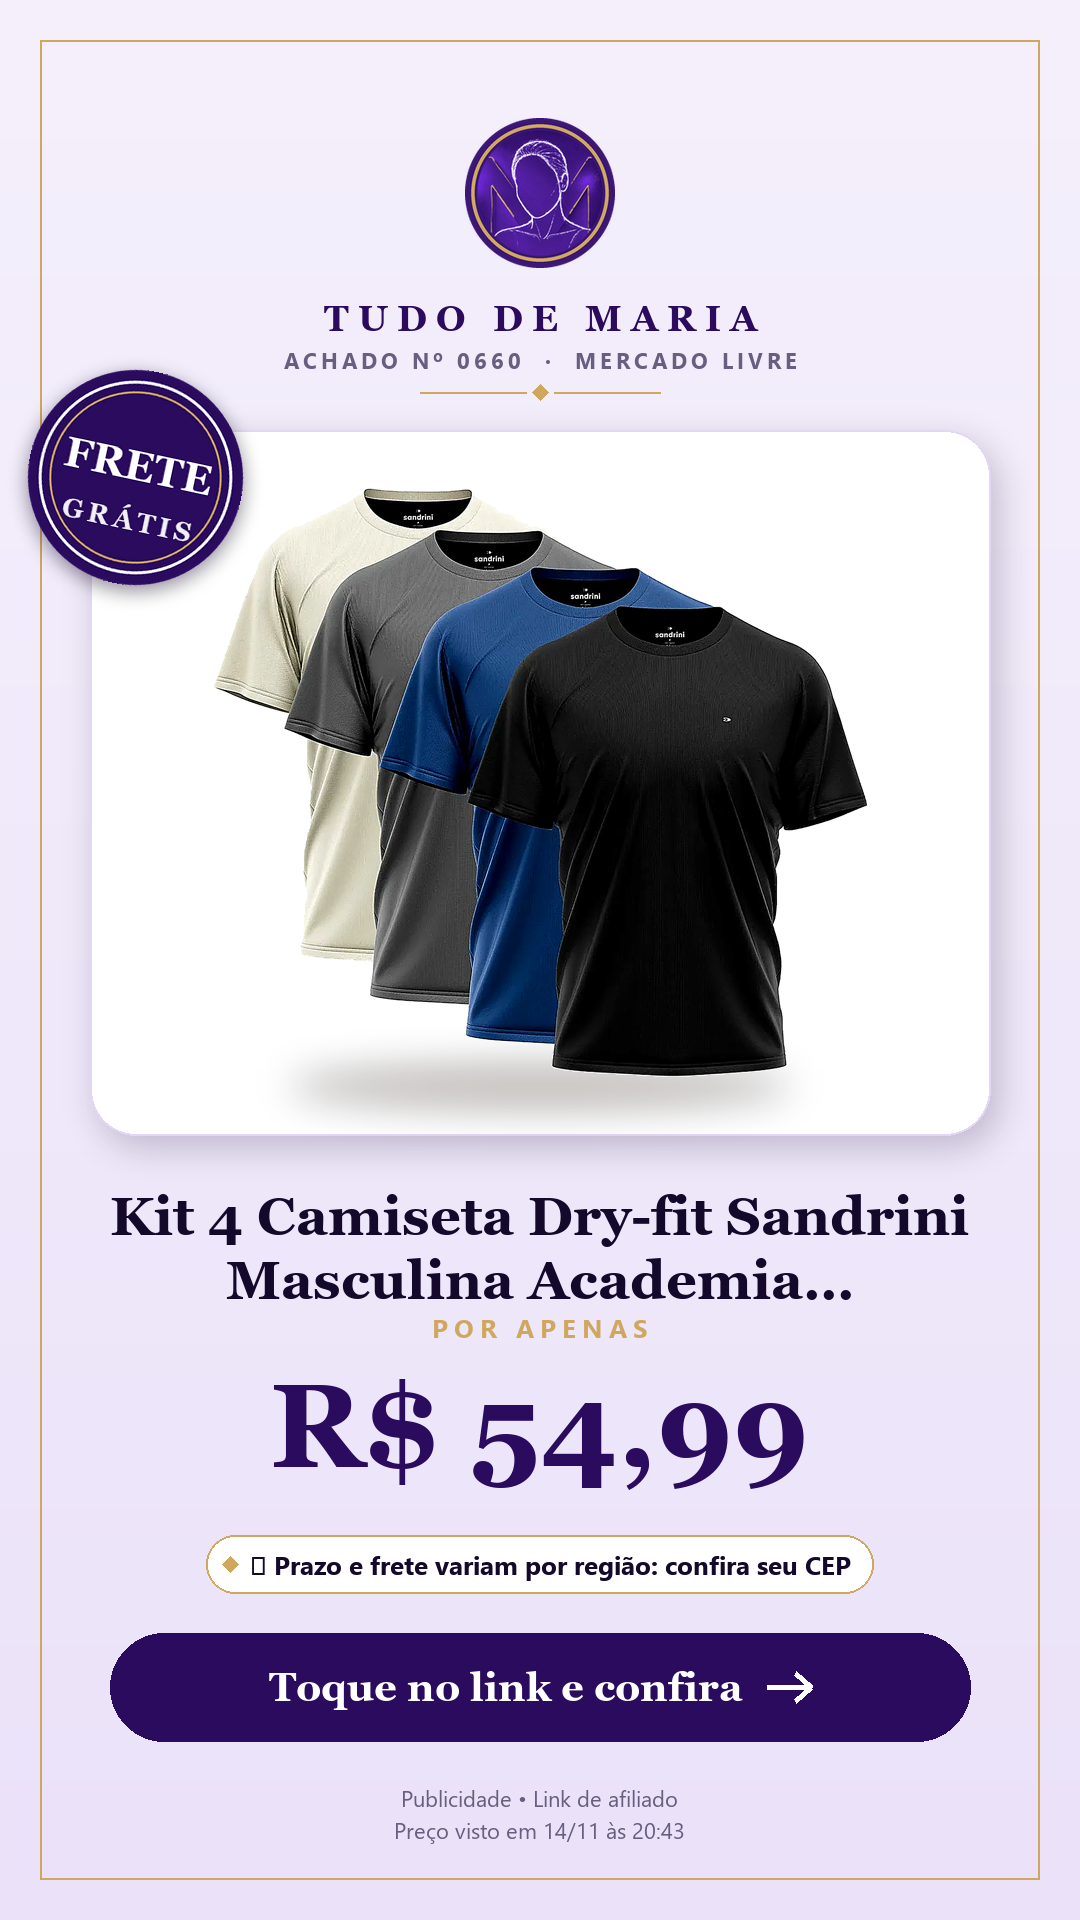 TUDO DE MARIA
ACHADO Nº 0660 · MERCADO LIVRE
FRETE
GRÁTIS
sandrini
sandrini
sandrini
sandrini
Kit 4 Camiseta Dry-fit Sandrini
Masculina Academia...
POR APENAS
R$ 54,99
Prazo e frete variam por região: confira seu CEP
Toque no link e confira →
Publicidade • Link de afiliado
Preço visto em 14/11 às 20:43